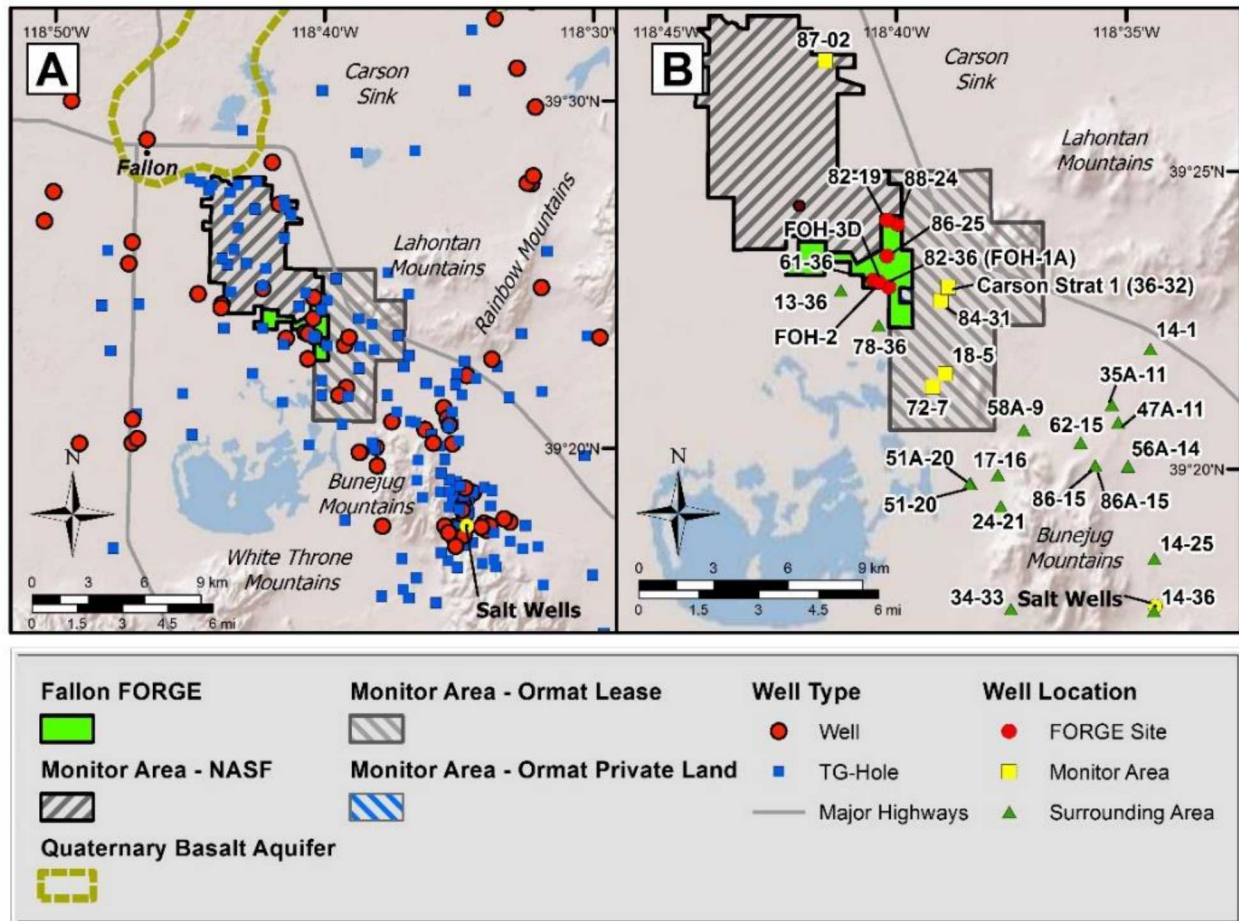 118°50'W
118°40'W
118°30'W
A
Carson
Sink
39°30'N
Fallon
Lahontan
Mountains
Rainbow Mountains
39°20'N
N
Bunejug
Mountains
White Throne
Mountains
0 3 6 9 km
0 1.5 3 4.5 6 mi
Salt Wells
118°45'W
118°40'W
118°35'W
B
87-02
Carson
Sink
Lahontan
Mountains
39°25'N
82-19
88-24
FOH-3D
86-25
61-36
82-36 (FOH-1A)
13-36
Carson Strat 1 (36-32)
FOH-2
84-31
78-36
14-1
18-5
35A-11
72-7
58A-9
47A-11
62-15
56A-14
51A-20
17-16
39°20'N
N
51-20
86-15
86A-15
24-21
Bunejug
Mountains
14-25
0 3 6 9 km
0 1.5 3 4.5 6 mi
34-33
Salt Wells
14-36
Fallon FORGE
Monitor Area - Ormat Lease
Well Type
Well Location
Well
FORGE Site
Monitor Area - NASF
Monitor Area - Ormat Private Land
TG-Hole
Monitor Area
Major Highways
Surrounding Area
Quaternary Basalt Aquifer